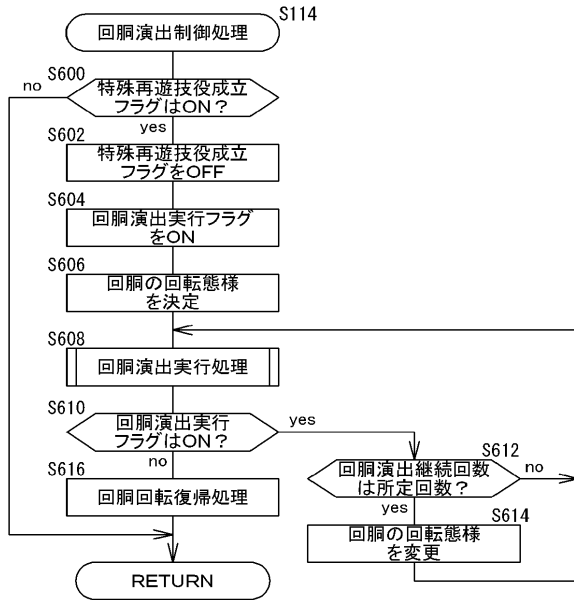 S114
回胴演出制御処理
S600
特殊再遊技役成立
フラグはON？
no
yes
S602
特殊再遊技役成立
フラグをOFF
S604
回胴演出実行フラグ
をON
S606
回胴の回転態様
を決定
S608
回胴演出実行処理
S610
回胴演出実行
フラグはON？
yes
no
S612
回胴演出継続回数
は所定回数？
no
yes
S614
回胴の回転態様
を変更
S616
回胴回転復帰処理
RETURN